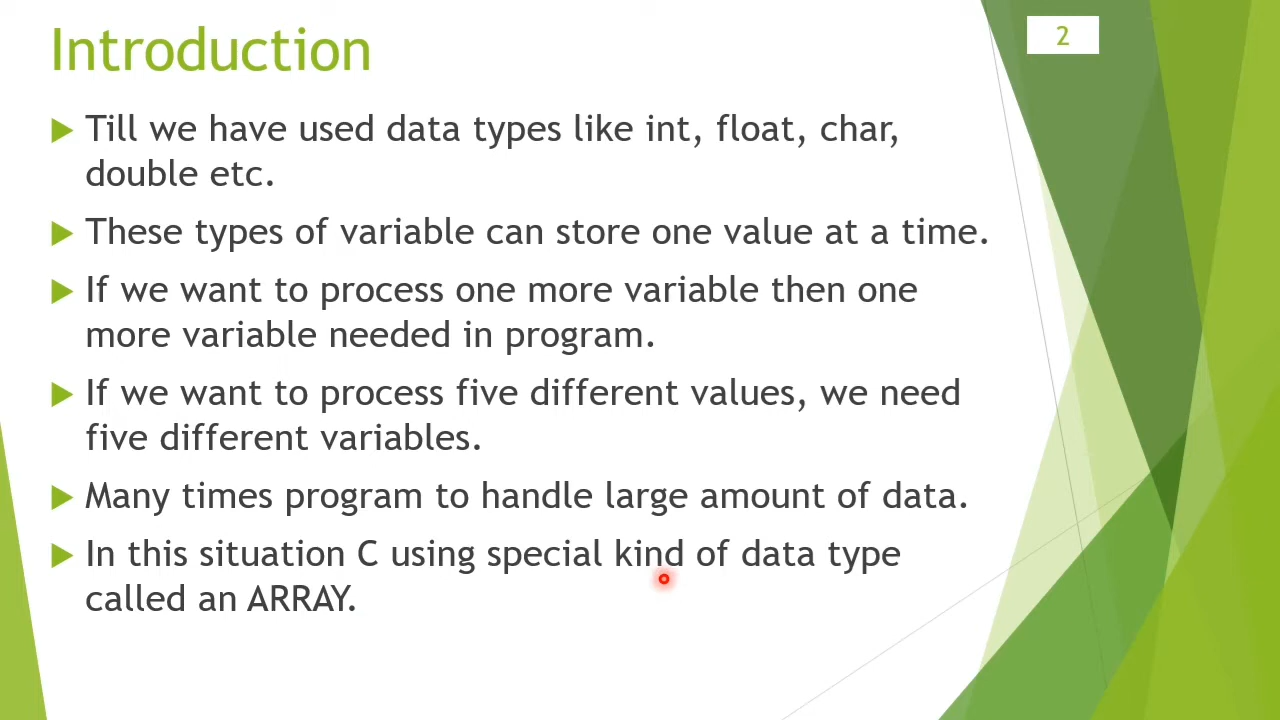 Introduction
2
Till we have used data types like int, float, char,
double etc.
These types of variable can store one value at a time.
If we want to process one more variable then one
more variable needed in program.
If we want to process five different values, we need
five different variables.
Many times program to handle large amount of data.
In this situation C using special kind of data type
called an ARRAY.